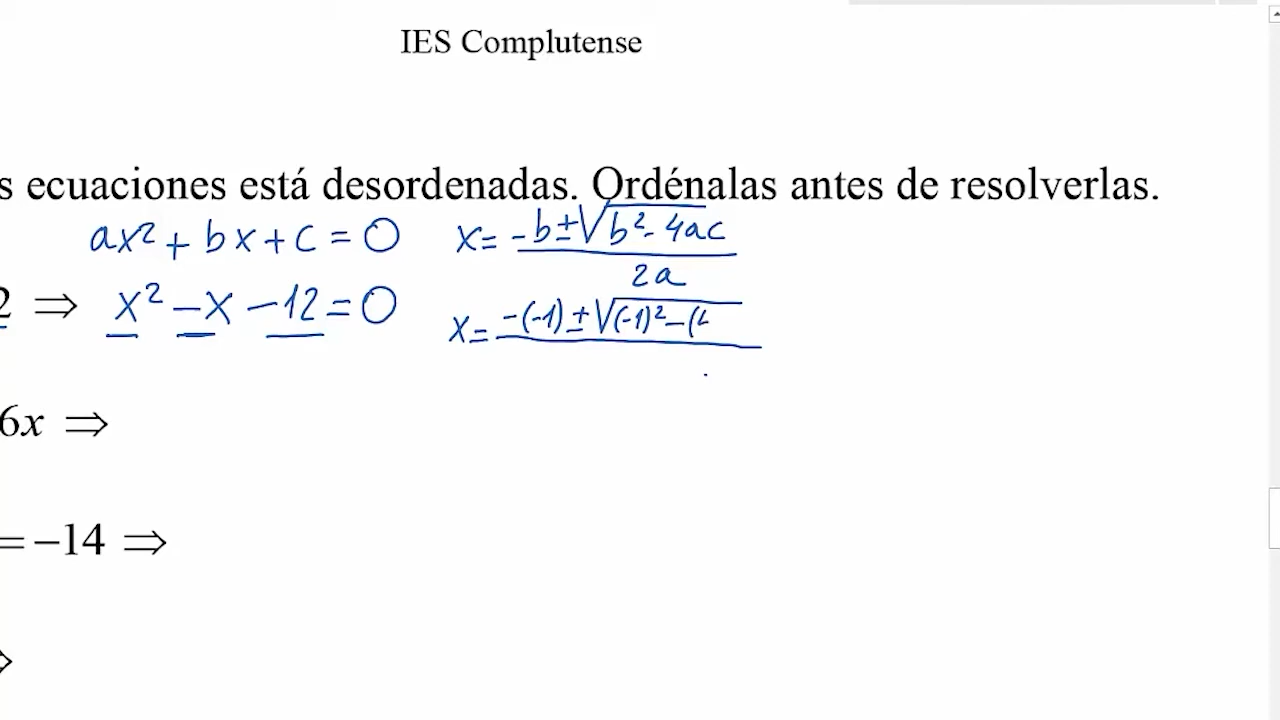 IES Complutense
s ecuaciones está desordenadas. Ordénalas antes de resolverlas.
ax² + bx + c = 0 x = -b ± √b² - 4ac / 2a
2 ⇒ x² - x - 12 = 0 x = -(-1) ± √(-1)² - (4
6x ⇒
= -14 ⇒